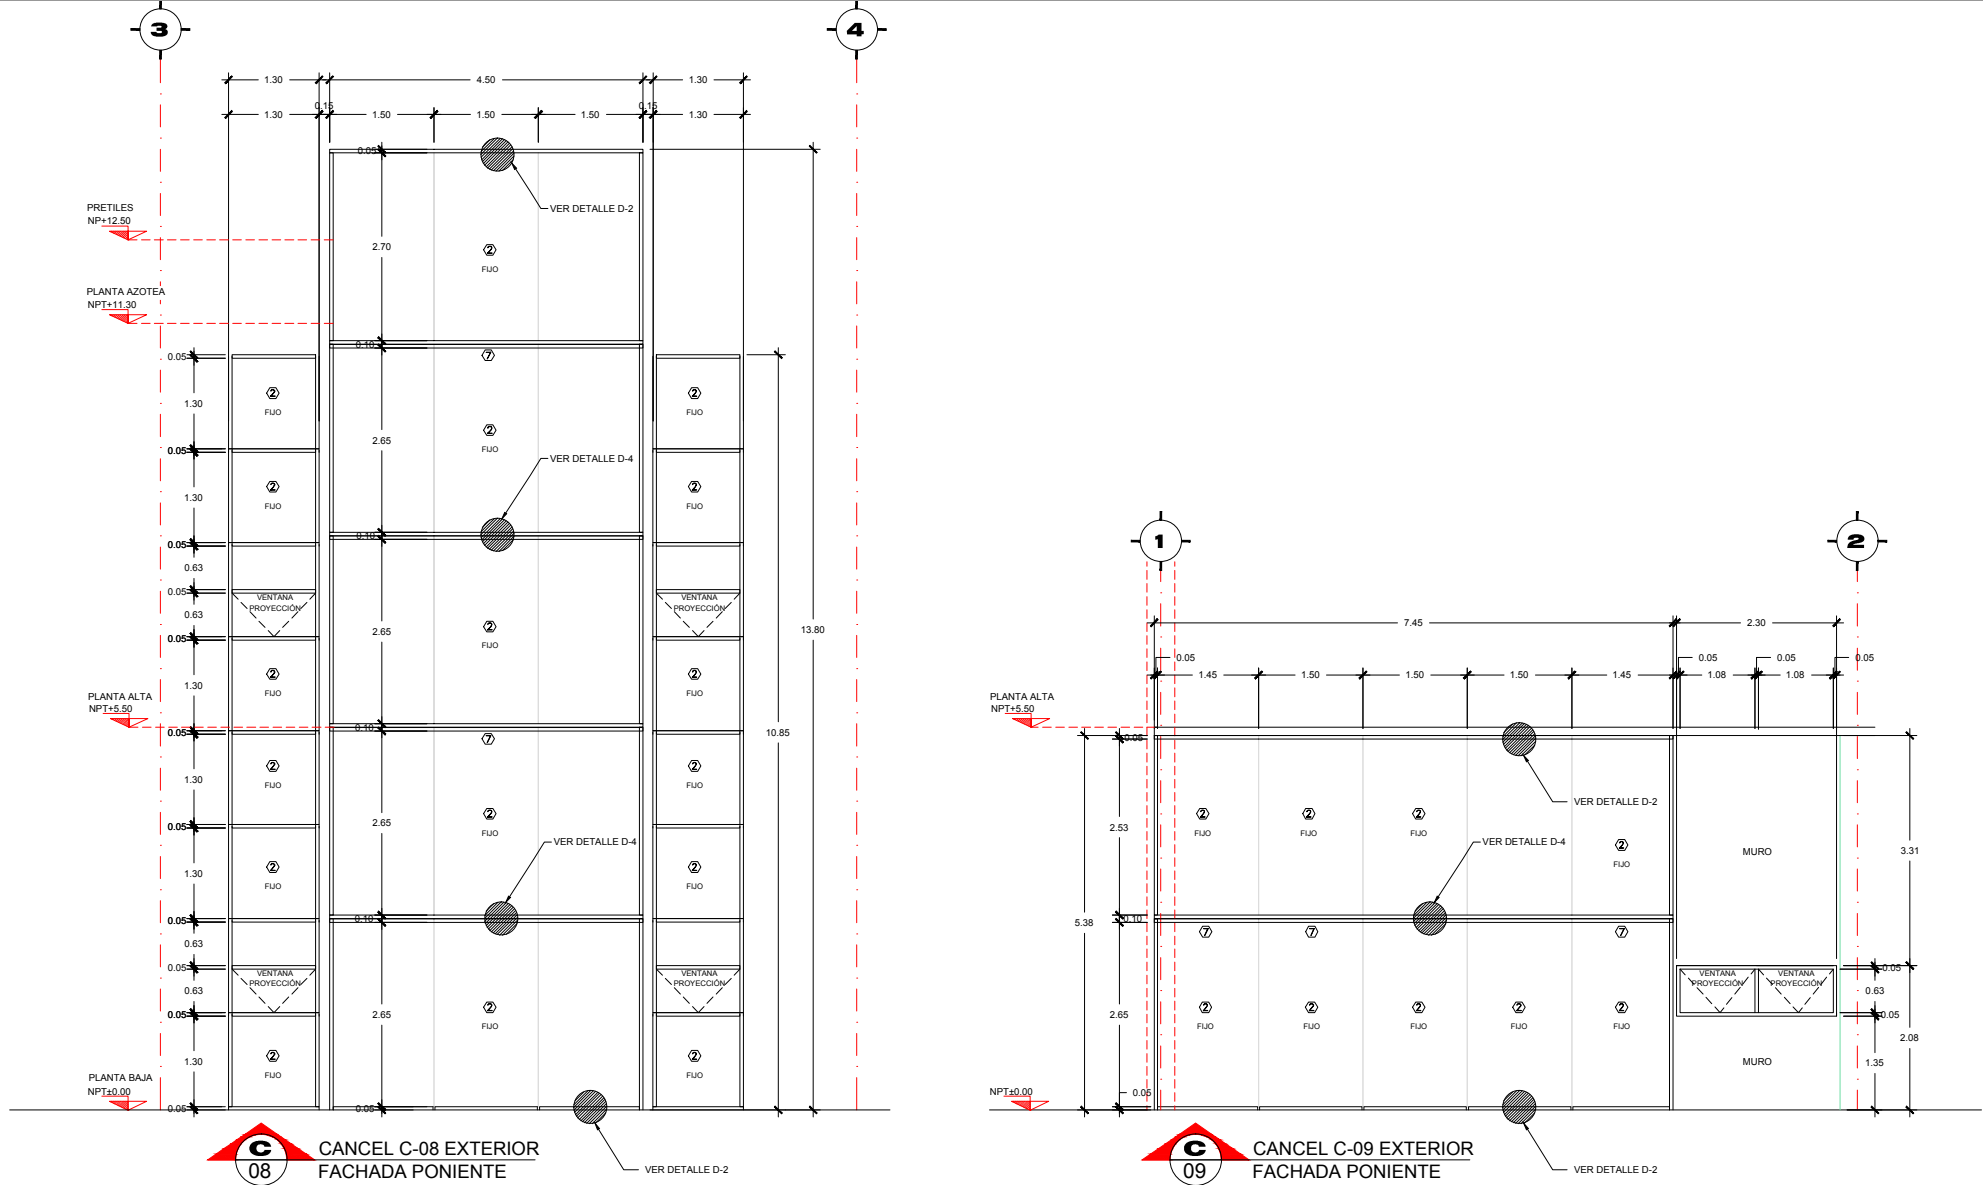 3
4
1.30
4.50
1.30
0.15
0.15
1.30
1.50
1.50
1.50
1.30
0.05
VER DETALLE D-2
PRETILES
NP+12.50
2.70
2
FIJO
PLANTA AZOTEA
NPT+11.30
0.10
7
0.05
2
FIJO
1.30
2
FIJO
2.65
2
FIJO
0.05
VER DETALLE D-4
2
FIJO
1.30
2
FIJO
0.10
0.05
0.63
0.05
VENTANA
PROYECCIÓN
VENTANA
PROYECCIÓN
0.63
2
FIJO
2.65
13.80
0.05
2
FIJO
1.30
2
FIJO
PLANTA ALTA
NPT+5.50
0.10
0.05
7
10.85
2
FIJO
1.30
2
FIJO
2.65
2
FIJO
0.05
VER DETALLE D-4
2
FIJO
1.30
2
FIJO
0.10
0.05
0.63
0.05
VENTANA
PROYECCIÓN
VENTANA
PROYECCIÓN
0.63
0.05
2.65
2
FIJO
2
FIJO
1.30
2
FIJO
PLANTA BAJA
NPT±0.00
0.05
0.05
C
08
CANCEL C-08 EXTERIOR
FACHADA PONIENTE
VER DETALLE D-2
1
2
7.45
2.30
0.05
0.05
0.05
0.05
1.45
1.50
1.50
1.50
1.45
1.08
1.08
PLANTA ALTA
NPT+5.50
0.05
VER DETALLE D-2
2.53
2
FIJO
2
FIJO
2
FIJO
2
FIJO
VER DETALLE D-4
MURO
3.31
5.38
0.10
7
7
7
VENTANA
PROYECCIÓN
VENTANA
PROYECCIÓN
0.05
0.63
0.05
2.65
2
FIJO
2
FIJO
2
FIJO
2
FIJO
2
FIJO
MURO
2.08
1.35
NPT±0.00
0.05
C
09
CANCEL C-09 EXTERIOR
FACHADA PONIENTE
VER DETALLE D-2